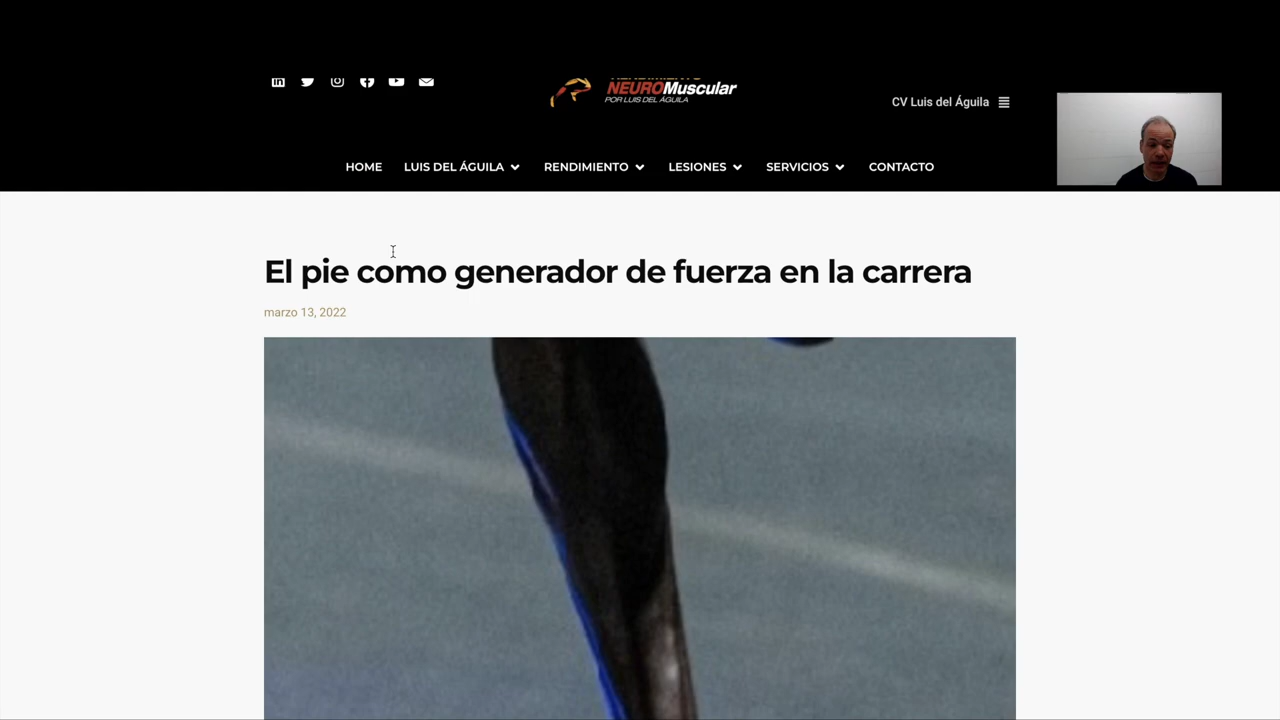 NEUROMuscular
POR LUIS DEL ÁGUILA
CV Luis del Águila
HOME LUIS DEL ÁGUILA RENDIMIENTO LESIONES SERVICIOS CONTACTO
El pie como generador de fuerza en la carrera
marzo 13, 2022